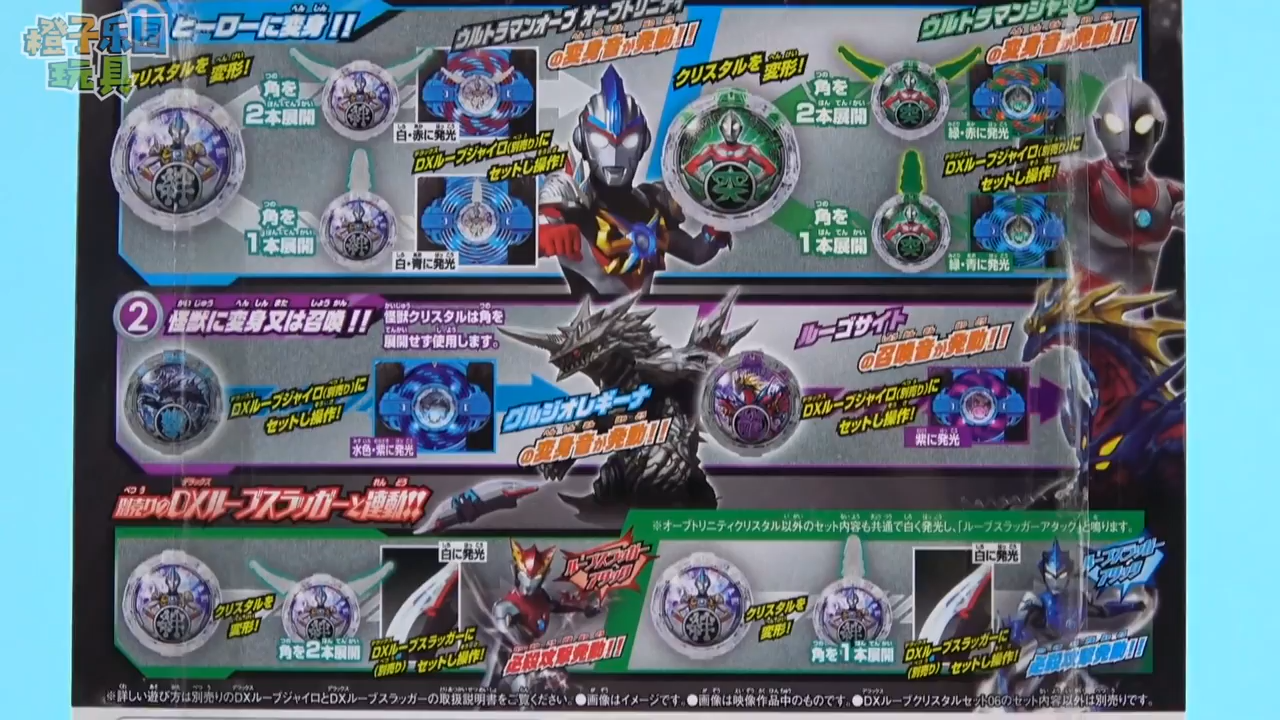 橙子乐园
玩具
1 ヒーローに変身!!
ウルトラマンオーブ オーブトリニティ
の変身音が発動!!
クリスタルを変形!
角を
2本展開
白・赤に発光
DXルーブジャイロ(別売り)に
セットし操作!
角を
1本展開
白・青に発光
絆
ウルトラマンジャック
の変身音が発動!!
クリスタルを変形!
角を
2本展開
緑・赤に発光
DXルーブジャイロ(別売り)に
セットし操作!
角を
1本展開
緑・青に発光
2 怪獣に変身又は召喚!!
怪獣クリスタルは角を
展開せず使用します。
DXルーブジャイロ(別売り)に
セットし操作!
水色・紫に発光
グルジオレギーナ
の変身音が発動!!
ルーゴサイト
の召喚音が発動!!
DXルーブジャイロ(別売り)に
セットし操作!
紫に発光
別売りのDXルーブスラッガーと連動!!
※オーブトリニティクリスタル以外のセット内容も共通で白く発光し、「ルーブスラッガーアタック」と鳴ります。
クリスタルを
変形!
角を2本展開
白に発光
DXルーブスラッガーに
(別売り) セットし操作!
ルーブスラッガー
アタック
必殺攻撃発動!!
クリスタルを
変形!
角を1本展開
白に発光
DXルーブスラッガーに
(別売り) セットし操作!
ルーブスラッガー
アタック
必殺攻撃発動!!
※詳しい遊び方は別売りのDXルーブジャイロとDXルーブスラッガーの取扱説明書をご覧ください。●画像はイメージです。●画像は映像作品中のものです。●DXルーブクリスタルセット06のセット内容以外は別売りです。